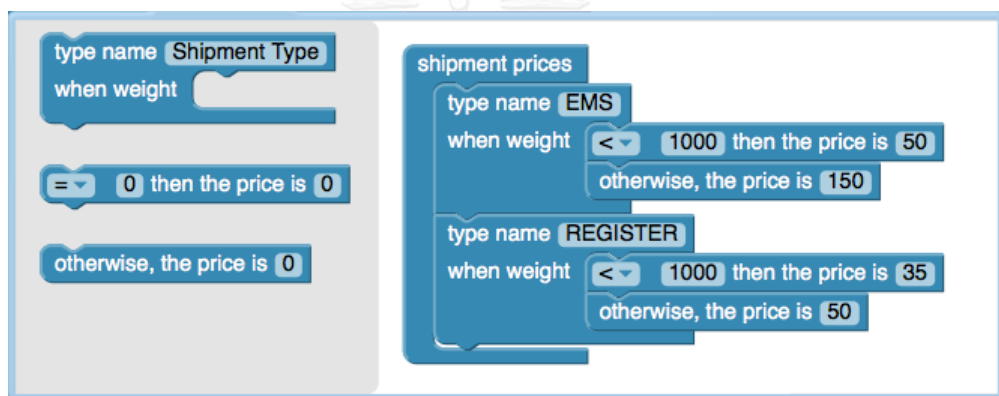 type name Shipment Type
when weight
= 0 then the price is 0
otherwise, the price is 0
shipment prices
type name EMS
when weight < 1000 then the price is 50
otherwise, the price is 150
type name REGISTER
when weight < 1000 then the price is 35
otherwise, the price is 50